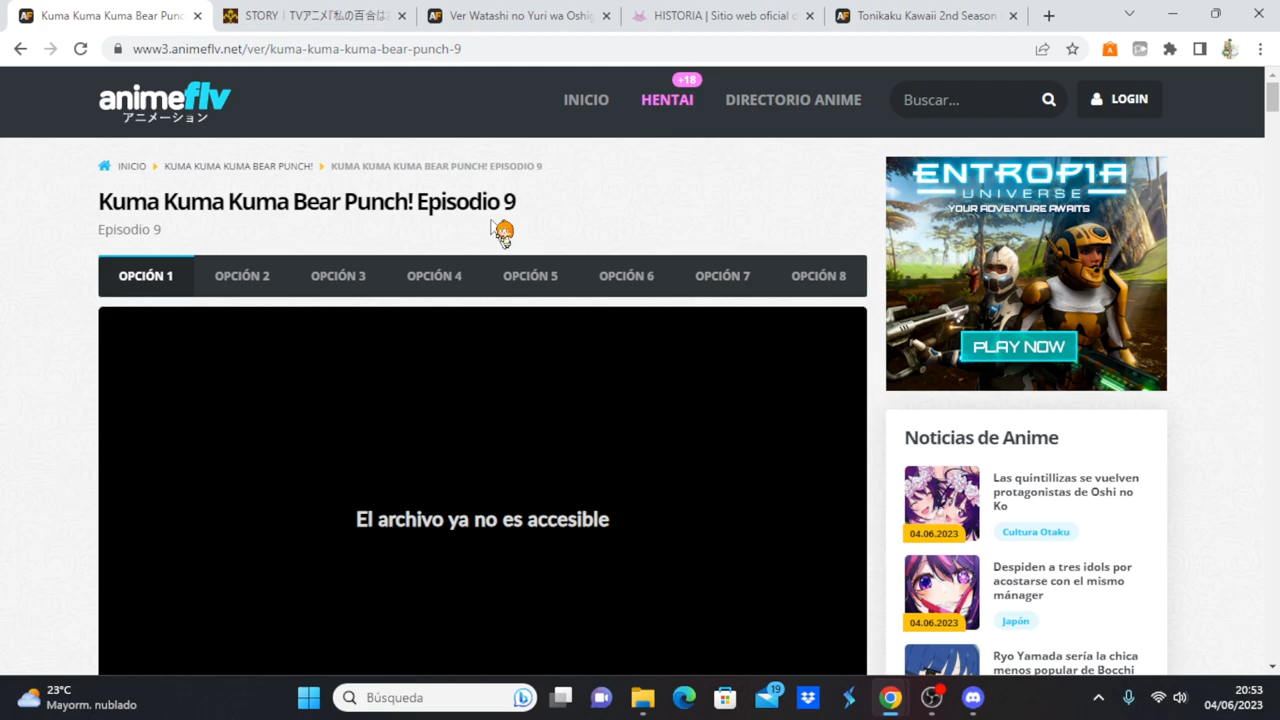 Kuma Kuma Kuma Bear Punc
STORY | TVアニメ『私の百合は
Ver Watashi no Yuri wa Oshig
HISTORIA | Sitio web oficial
Tonikaku Kawaii 2nd Season
www3.animeflv.net/ver/kuma-kuma-kuma-bear-punch-9
animeflv
アニメーション
INICIO
+18
HENTAI
DIRECTORIO ANIME
Buscar...
LOGIN
INICIO
KUMA KUMA KUMA BEAR PUNCH!
KUMA KUMA KUMA BEAR PUNCH! EPISODIO 9
Kuma Kuma Kuma Bear Punch! Episodio 9
Episodio 9
OPCIÓN 1
OPCIÓN 2
OPCIÓN 3
OPCIÓN 4
OPCIÓN 5
OPCIÓN 6
OPCIÓN 7
OPCIÓN 8
El archivo ya no es accesible
ENTROPIA
UNIVERSE
YOUR ADVENTURE AWAITS
PLAY NOW
Noticias de Anime
Las quintillizas se vuelven
protagonistas de Oshi no
Ko
04.06.2023
Cultura Otaku
Despiden a tres idols por
acostarse con el mismo
mánager
04.06.2023
Japón
Ryo Yamada sería la chica
menos popular de Bocchi
23°C
Mayorm. nublado
Búsqueda
19
20:53
04/06/2023